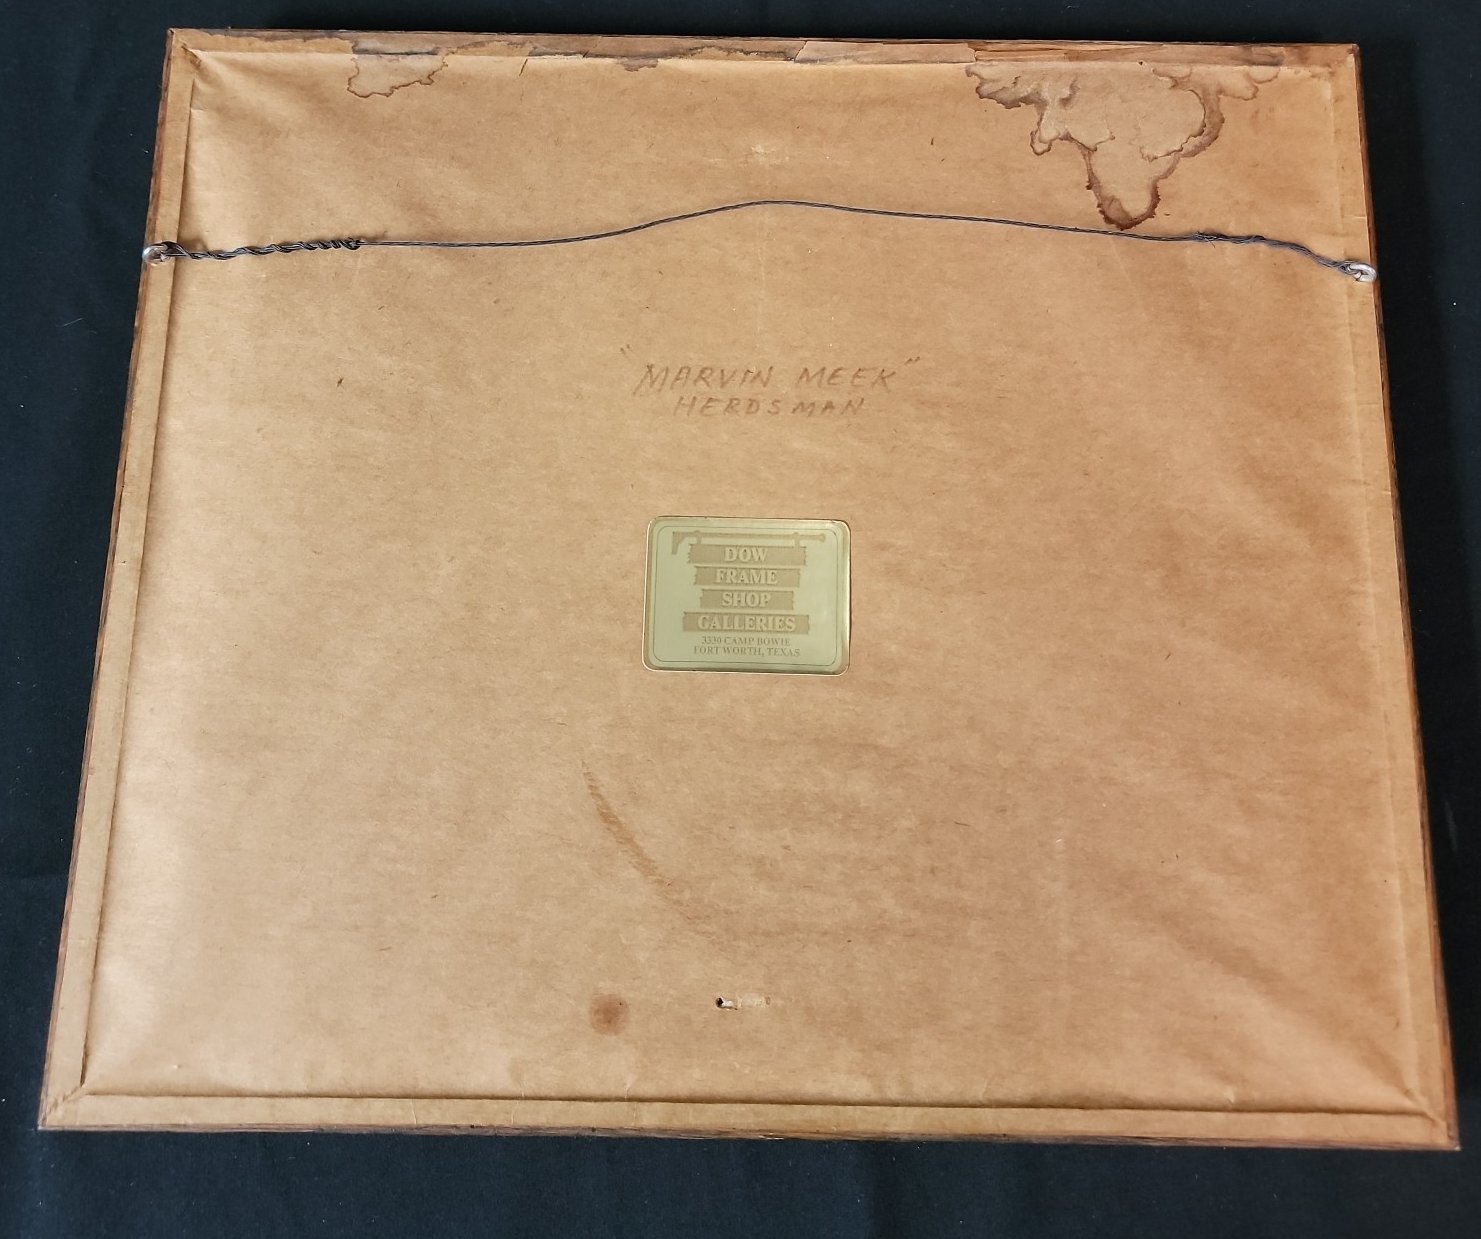 "MARVIN MEEK"
HERDSMAN
DOW
FRAME
SHOP
GALLERIES
3330 CAMP BOWIE
FORT WORTH, TEXAS